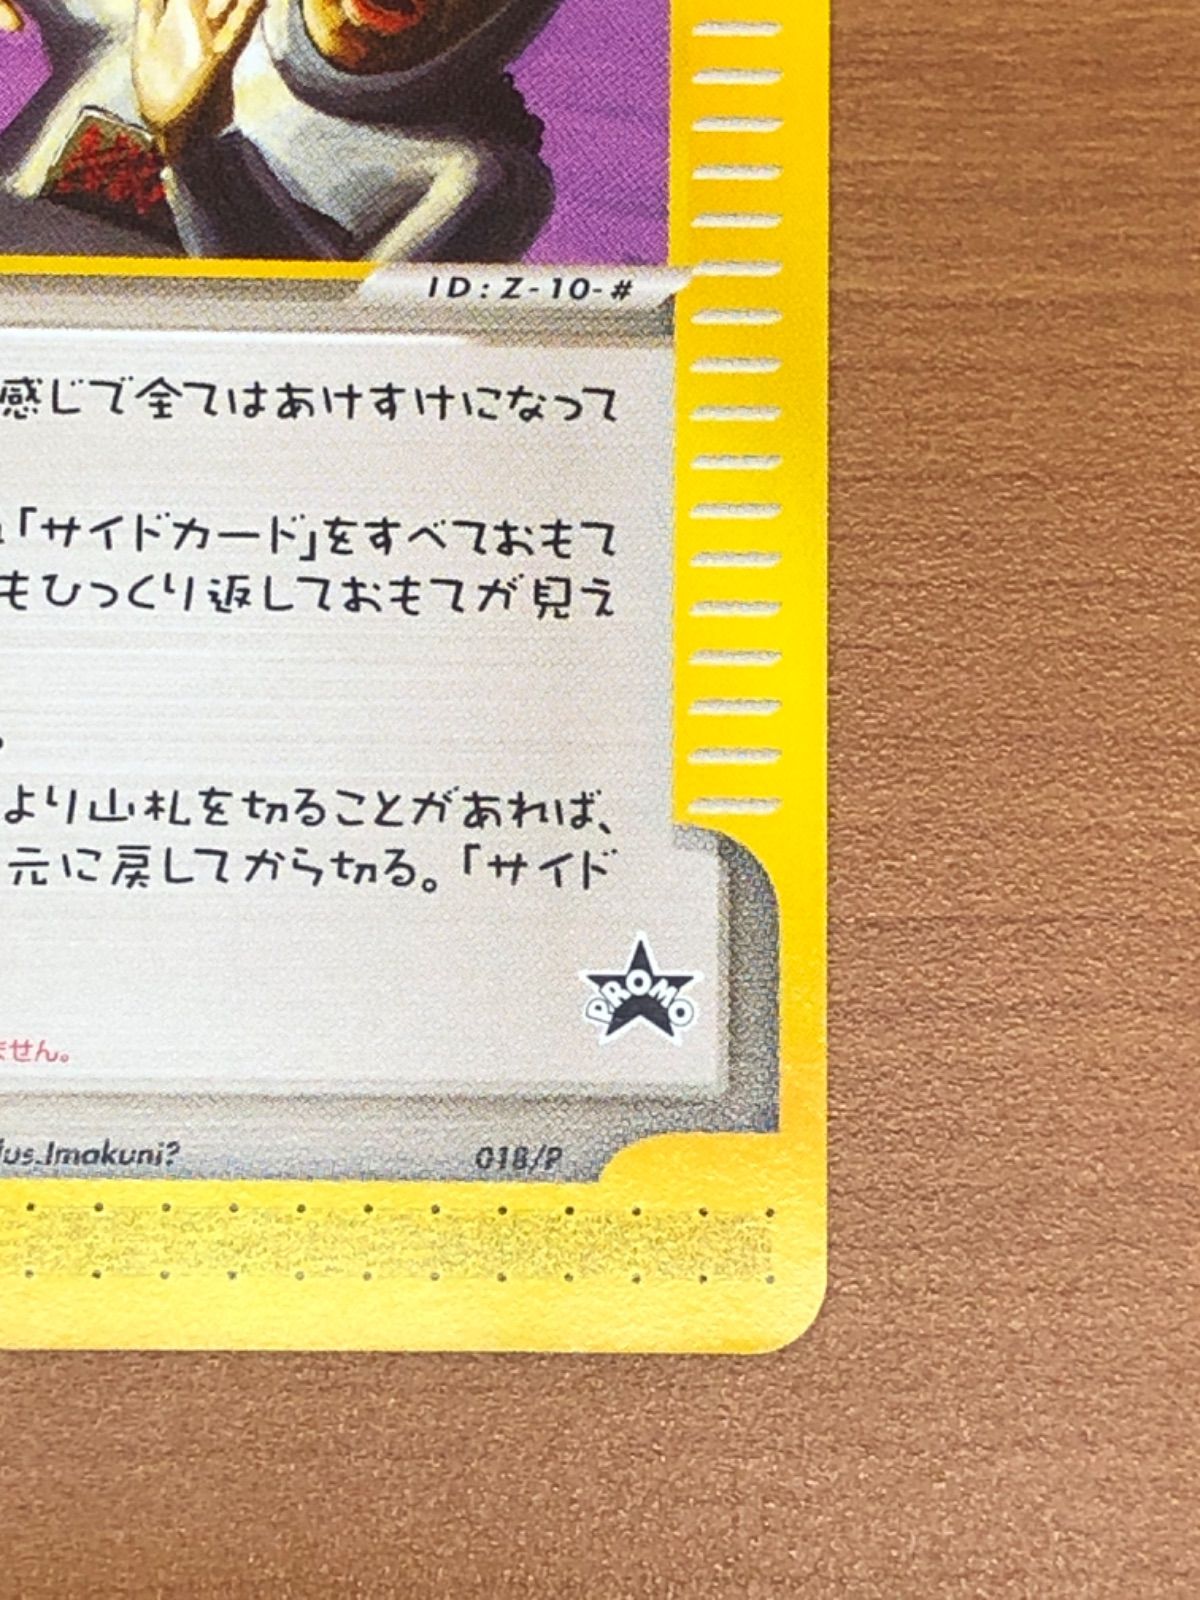 ID:Z-10-#
感じで全てはあけすけになって
「サイドカード」をすべておもて
もひっくり返しておもてが見え
。
より山札を切ることがあれば、
元に戻してから切る。「サイド
PROMO
ません。
lus.Imakuni? 018/P